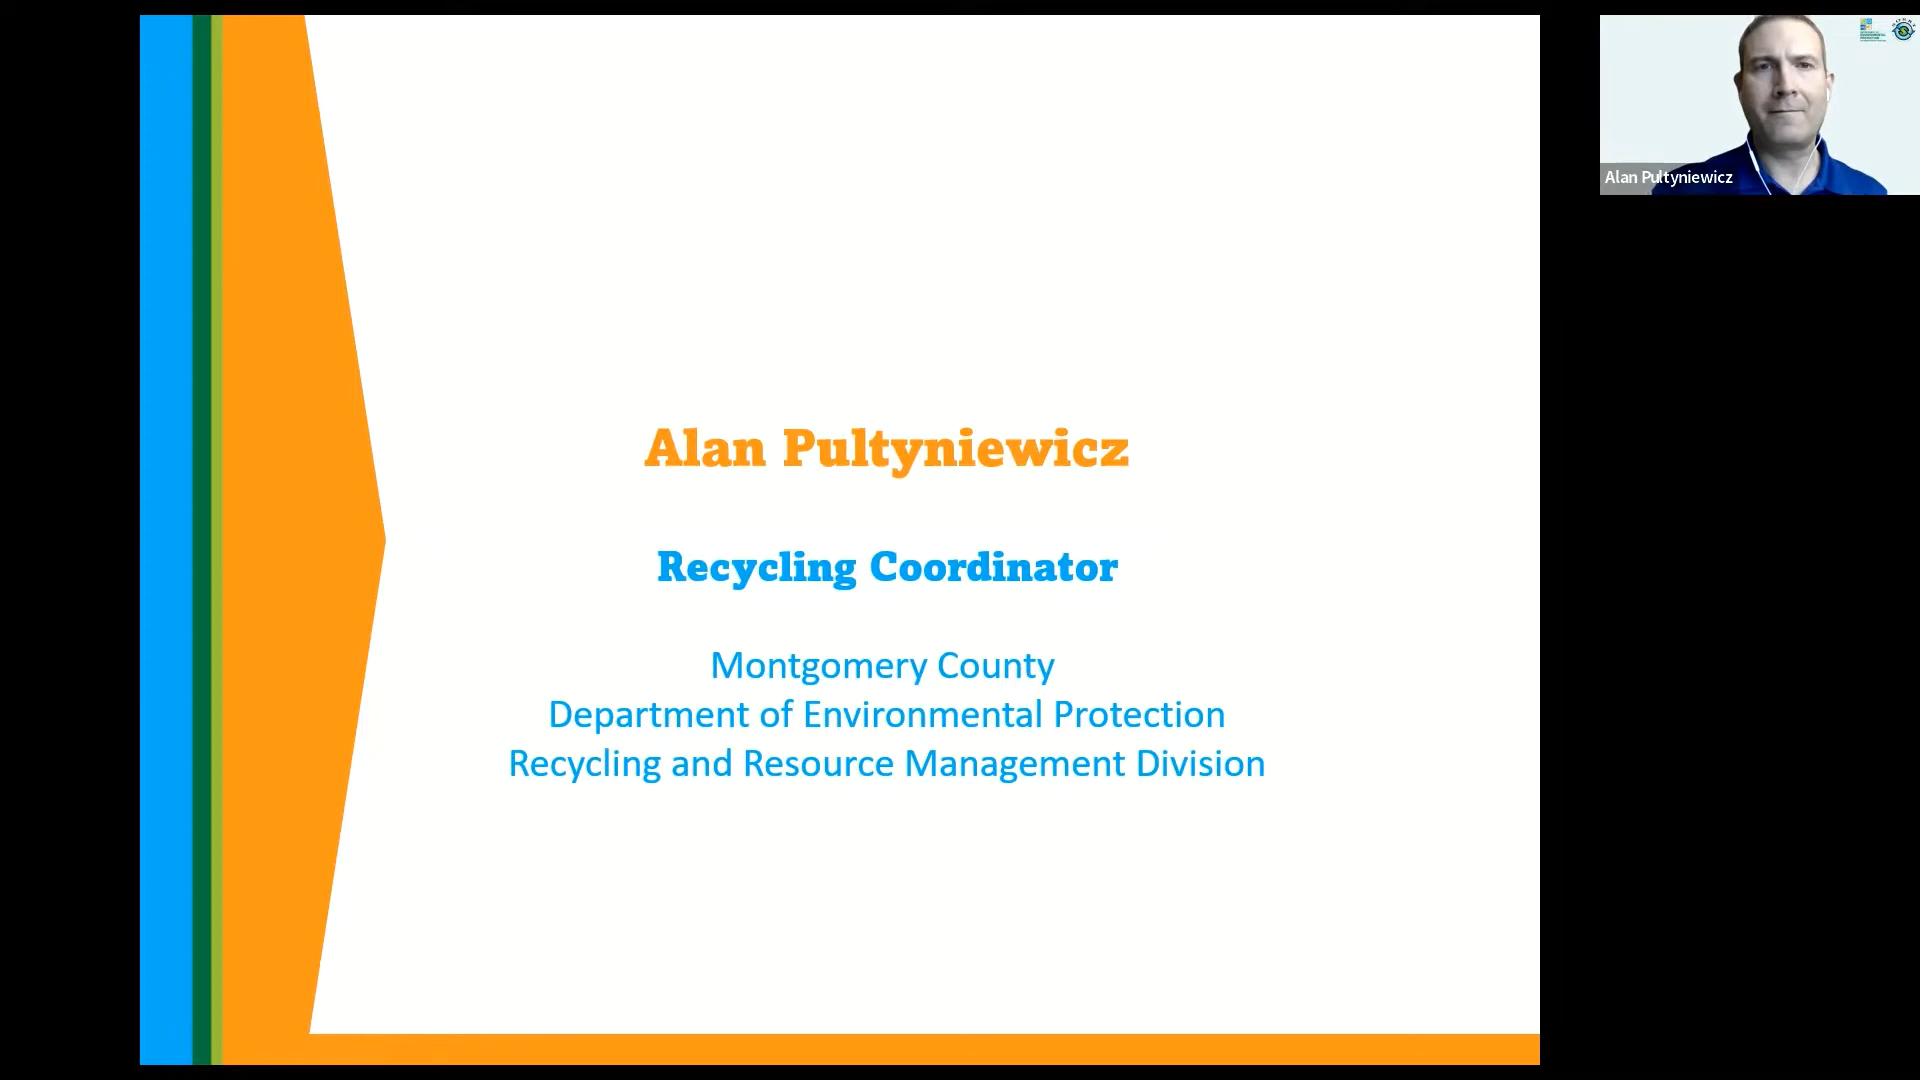 Alan Pultyniewicz
Recycling Coordinator
Montgomery County
Department of Environmental Protection
Recycling and Resource Management Division
Alan Pultyniewicz